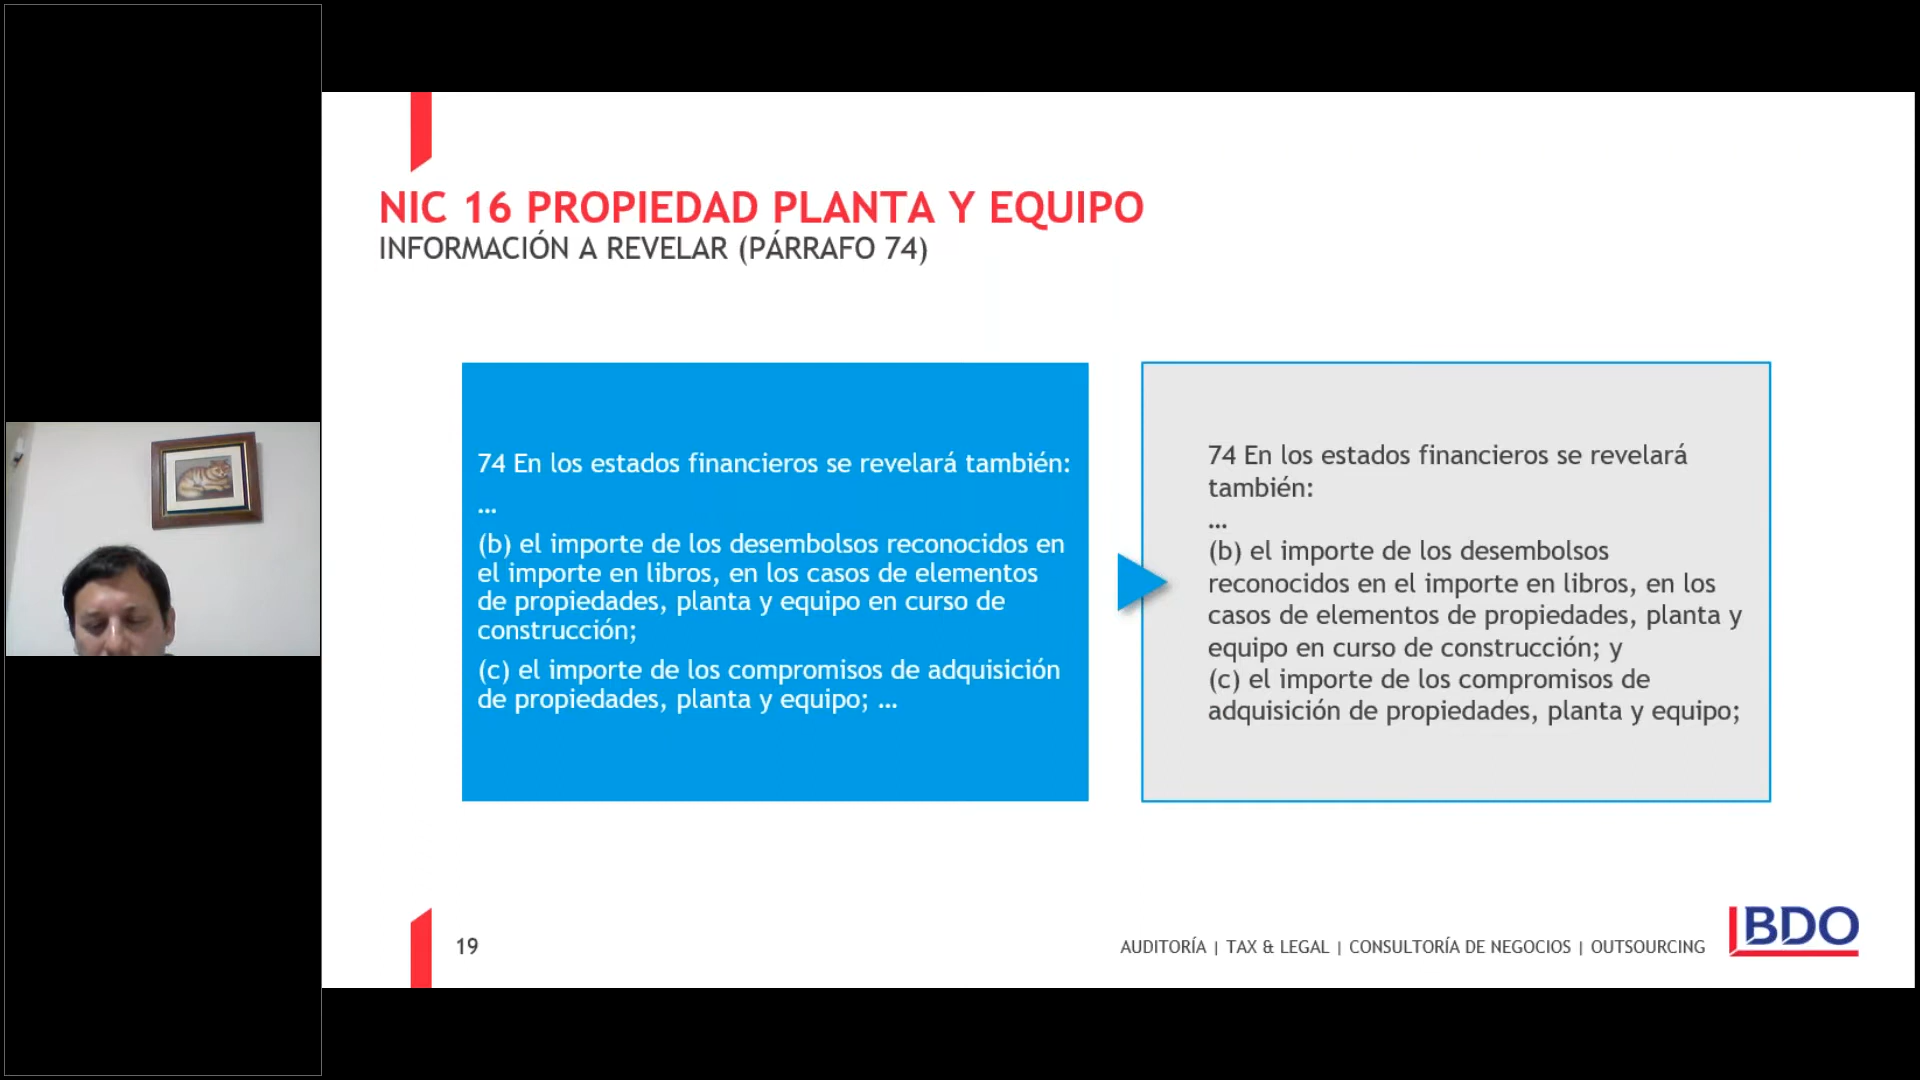 NIC 16 PROPIEDAD PLANTA Y EQUIPO
INFORMACIÓN A REVELAR (PÁRRAFO 74)
74 En los estados financieros se revelará también:
...
(b) el importe de los desembolsos reconocidos en
el importe en libros, en los casos de elementos
de propiedades, planta y equipo en curso de
construcción;
(c) el importe de los compromisos de adquisición
de propiedades, planta y equipo; ...
74 En los estados financieros se revelará
también:
...
(b) el importe de los desembolsos
reconocidos en el importe en libros, en los
casos de elementos de propiedades, planta y
equipo en curso de construcción; y
(c) el importe de los compromisos de
adquisición de propiedades, planta y equipo;
19
AUDITORÍA | TAX & LEGAL | CONSULTORÍA DE NEGOCIOS | OUTSOURCING
BDO